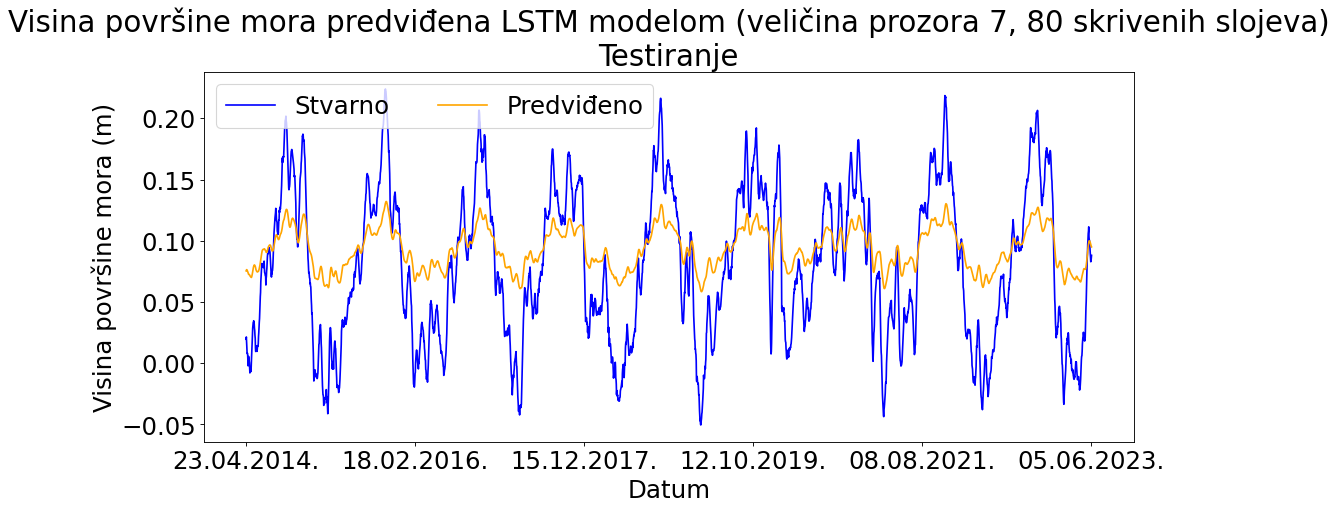 Visina površine mora predviđena LSTM modelom (veličina prozora 7, 80 skrivenih slojeva)
Testiranje
Stvarno Predviđeno
Visina površine mora (m)
0.20
0.15
0.10
0.05
0.00
−0.05
23.04.2014. 18.02.2016. 15.12.2017. 12.10.2019. 08.08.2021. 05.06.2023.
Datum